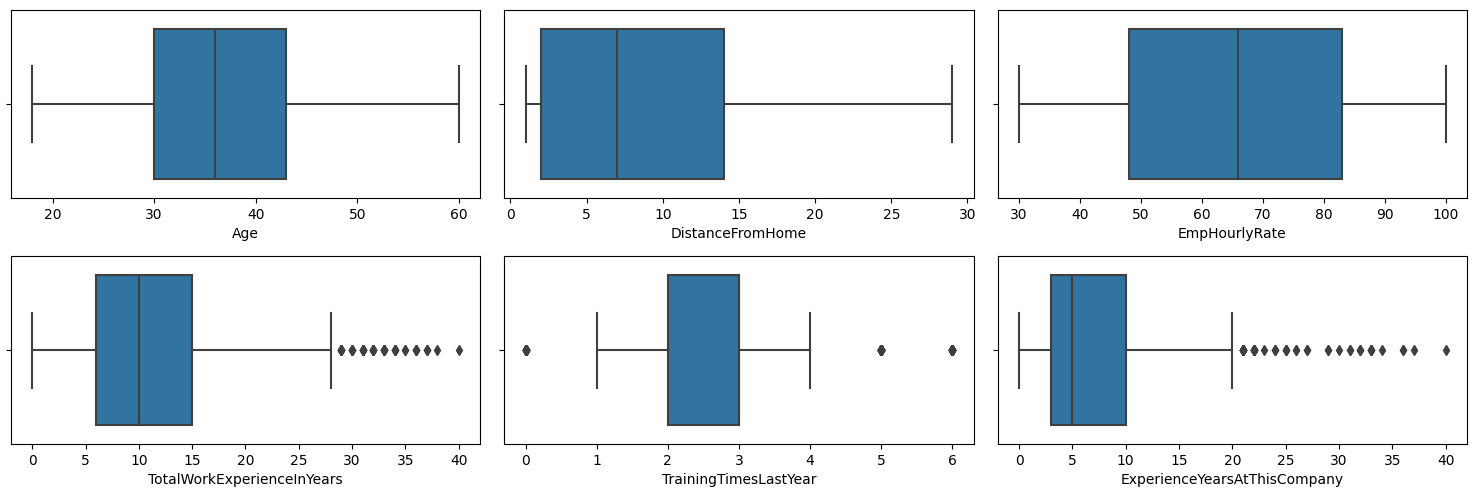 20 30 40 50 60
Age
0 5 10 15 20 25 30
DistanceFromHome
30 40 50 60 70 80 90 100
EmpHourlyRate
0 5 10 15 20 25 30 35 40
TotalWorkExperienceInYears
0 1 2 3 4 5 6
TrainingTimesLastYear
0 5 10 15 20 25 30 35 40
ExperienceYearsAtThisCompany